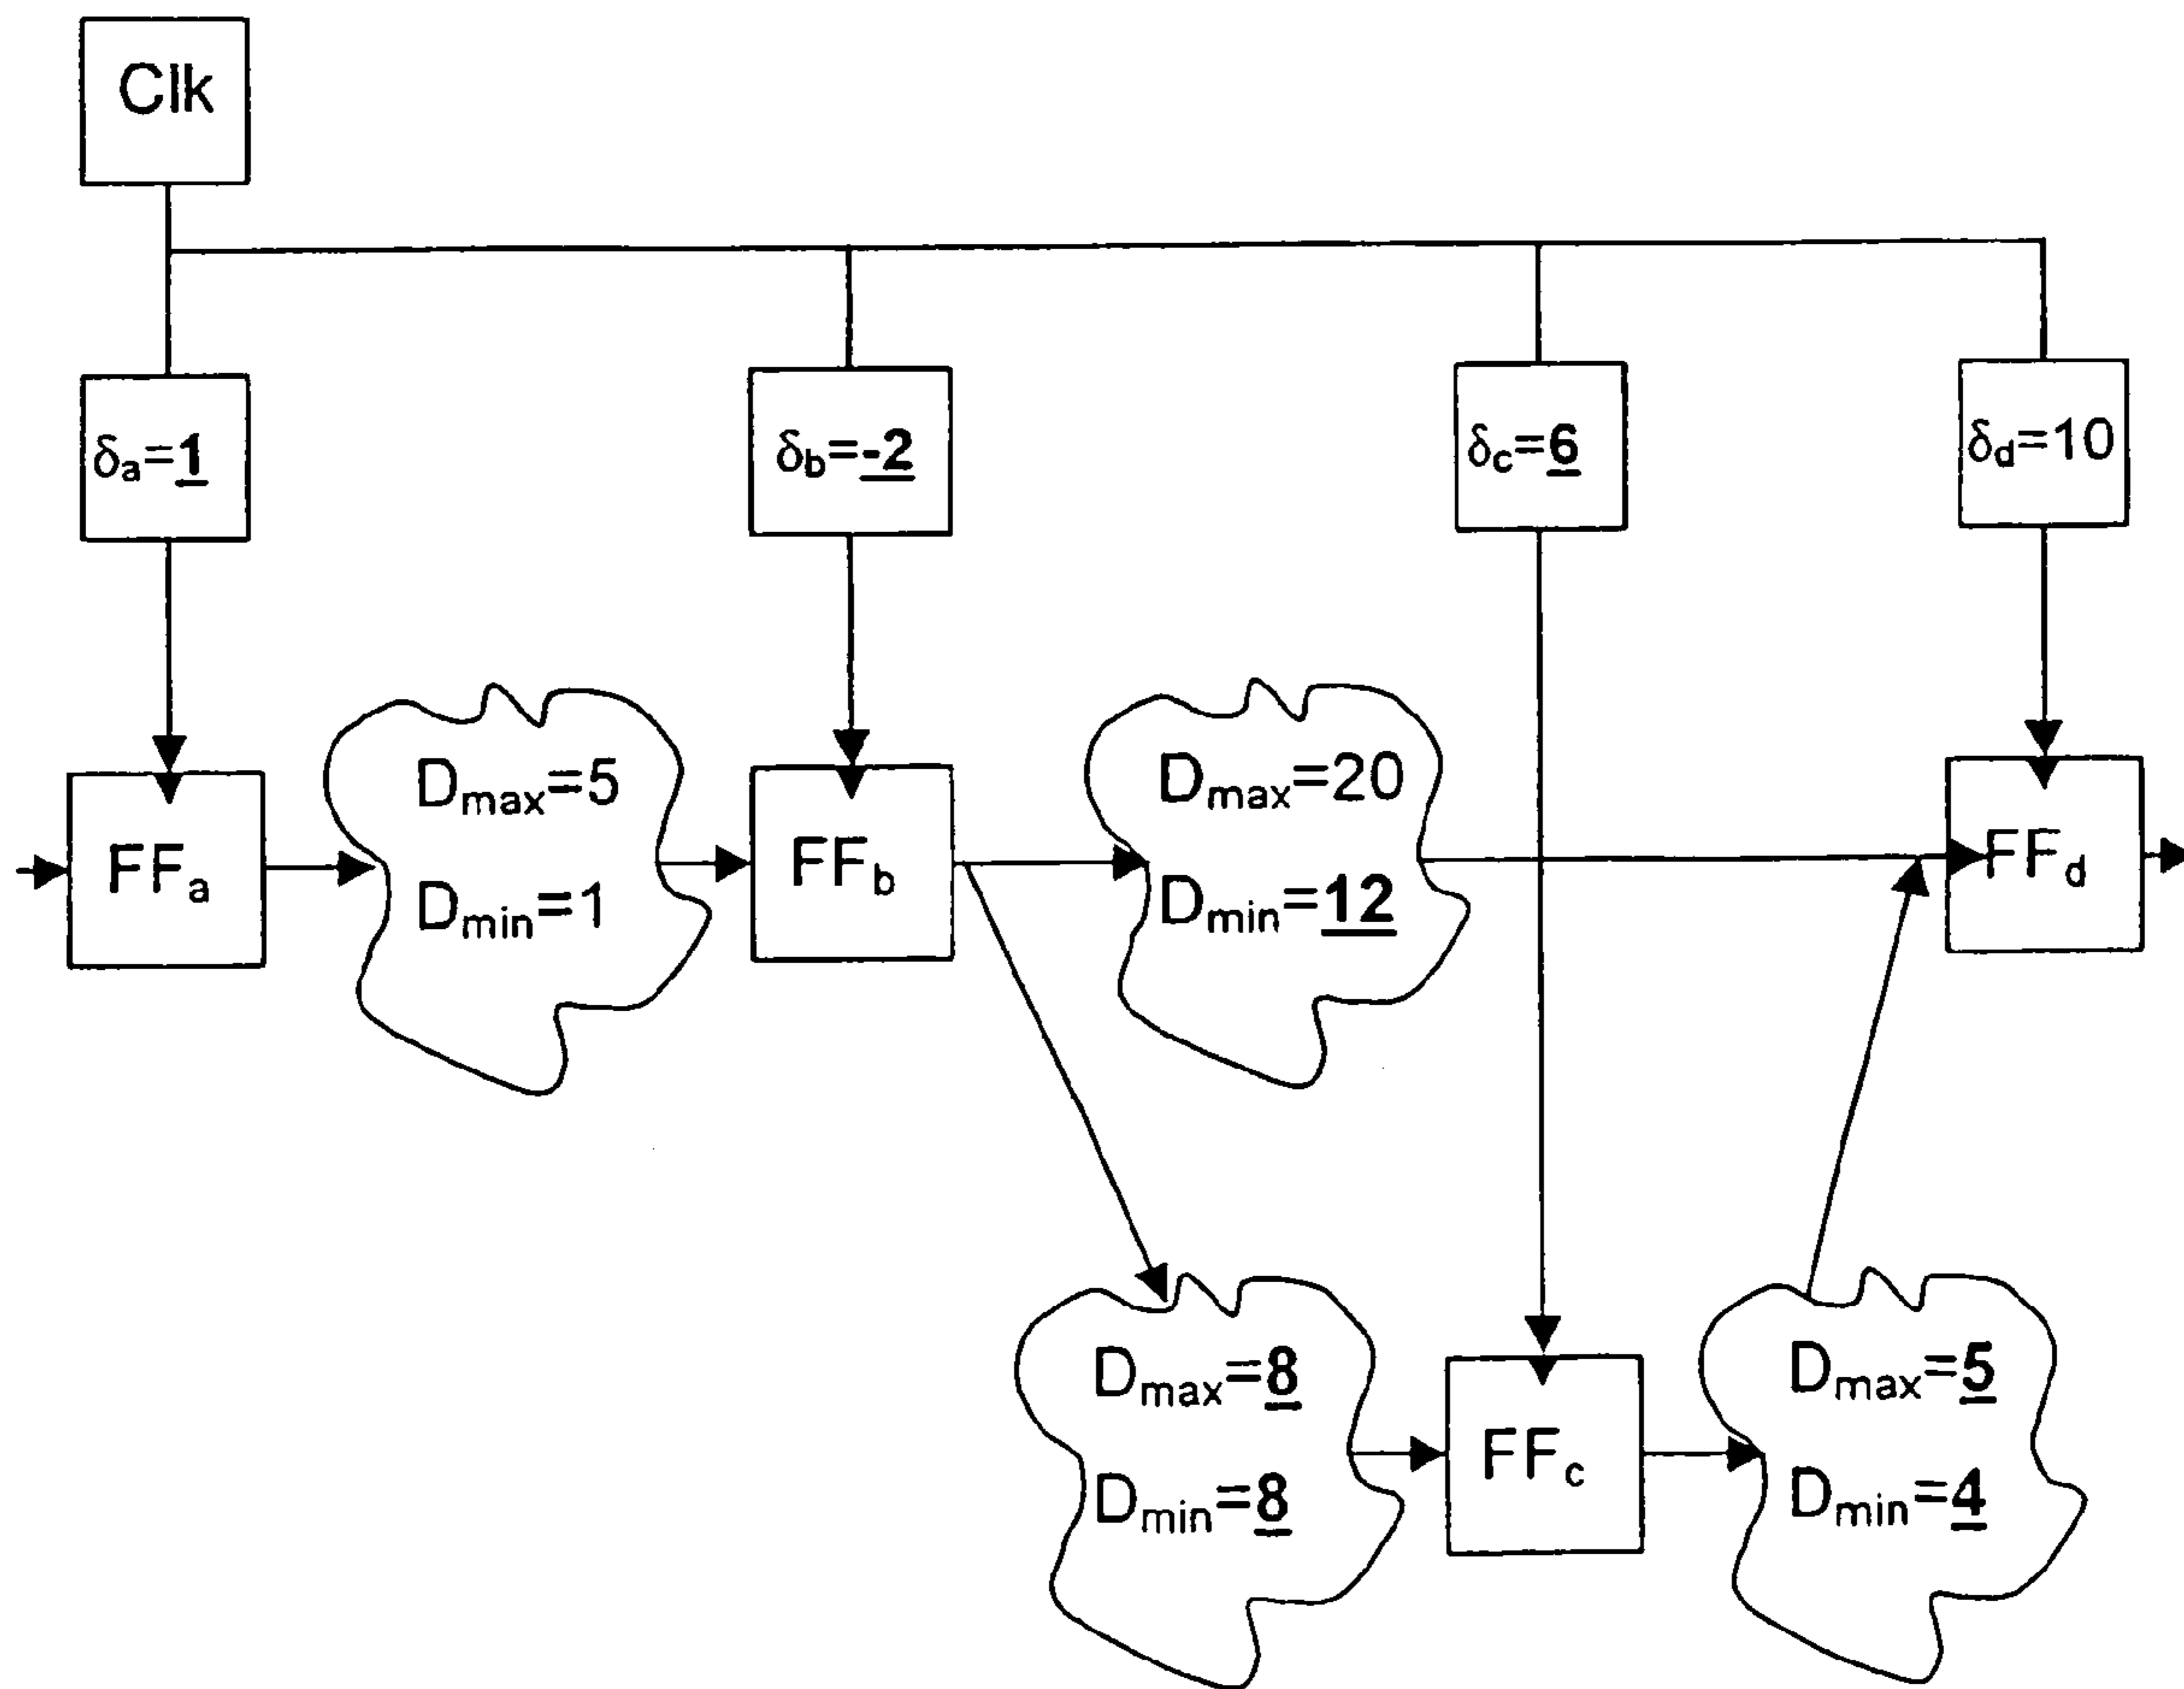 Clk
δa=1
δb=-2
δc=6
δd=10
FFa
Dmax=5
Dmin=1
FFb
Dmax=20
Dmin=12
FFd
Dmax=8
Dmin=8
FFc
Dmax=5
Dmin=4